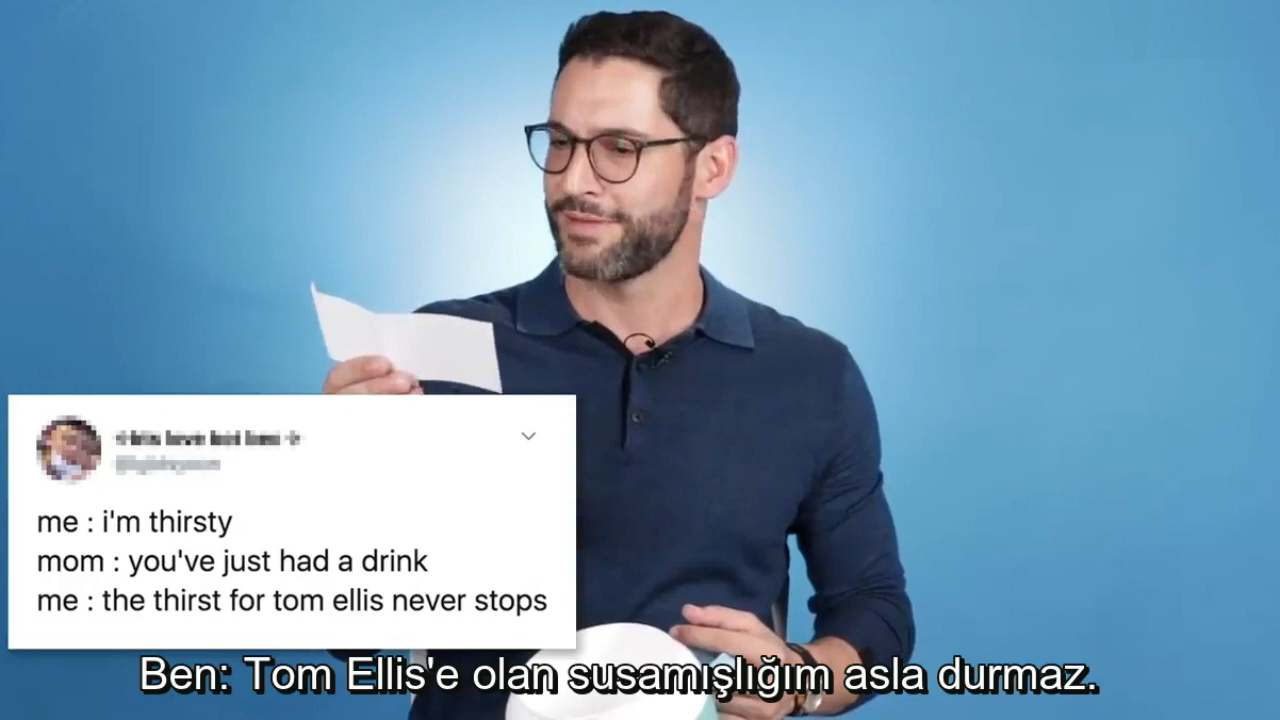 me : i'm thirsty
mom : you've just had a drink
me : the thirst for tom ellis never stops
Ben: Tom Ellis'e olan susamışlığım asla durmaz.